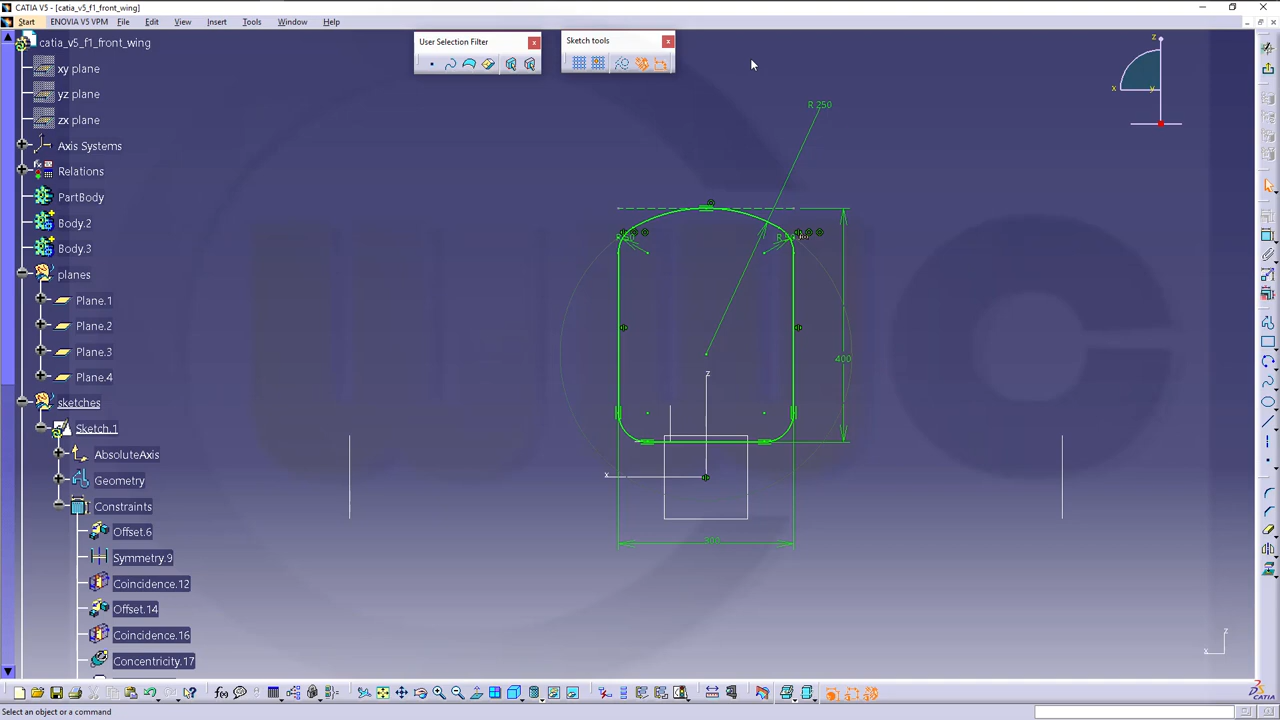 CATIA V5 - [catia_v5_f1_front_wing]
Start ENOVIA V5 VPM File Edit View Insert Tools Window Help
catia_v5_f1_front_wing
User Selection Filter
Sketch tools
xy plane
yz plane
zx plane
Axis Systems
Relations
PartBody
Body.2
Body.3
planes
Plane.1
Plane.2
Plane.3
Plane.4
sketches
Sketch.1
AbsoluteAxis
Geometry
Constraints
Offset.6
Symmetry.9
Coincidence.12
Offset.14
Coincidence.16
Concentricity.17
z
x
y
R 250
400
z
x
300
z
x
CATIA
Select an object or a command